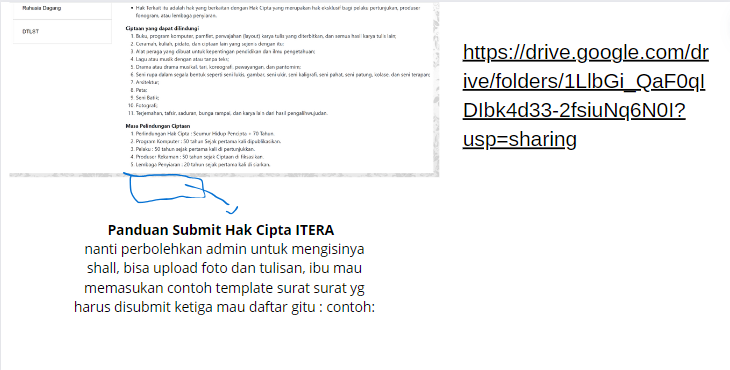 Rahasia Dagang
DTLST
Hak Terkait itu adalah hak yang berkaitan dengan Hak Cipta yang merupakan hak eksklusif bagi pelaku pertunjukan, produser
fonogram, atau lembaga penyiaran.
Ciptaan yang dapat dilindungi
1. Buku, program komputer, pamflet, perwajahan (layout) karya tulis yang diterbitkan, dan semua hasil karya tulis lain;
2. Ceramah, kuliah, pidato, dan ciptaan lain yang sejenis dengan itu;
3. Alat peraga yang dibuat untuk kepentingan pendidikan dan ilmu pengetahuan;
4. Lagu atau musik dengan atau tanpa teks;
5. Drama atau drama musikal, tari, koreografi, pewayangan, dan pantomim;
6. Seni rupa dalam segala bentuk seperti seni lukis, gambar, seni ukir, seni kaligrafi, seni pahat, seni patung, kolase, dan seni terapan;
7. Arsitektur;
8. Peta;
9. Seni Batik;
10. Fotografi;
11. Terjemahan, tafsir, saduran, bunga rampai, dan karya lain dari hasil pengalihwujudan.
Masa Pelindungan Ciptaan
1. Perlindungan Hak Cipta : Seumur Hidup Pencipta + 70 Tahun.
2. Program Komputer : 50 tahun Sejak pertama kali dipublikasikan.
3. Pelaku : 50 tahun sejak pertama kali di pertunjukkan.
4. Produser Rekaman : 50 tahun sejak Ciptaan di fiksasikan.
5. Lembaga Penyiaran : 20 tahun sejak pertama kali di siarkan.
Panduan Submit Hak Cipta ITERA
nanti perbolehkan admin untuk mengisinya
shall, bisa upload foto dan tulisan, ibu mau
memasukan contoh template surat surat yg
harus disubmit ketiga mau daftar gitu : contoh:
https://drive.google.com/dr
ive/folders/1LlbGi_QaF0qI
DIbk4d33-2fsiuNq6N0I?
usp=sharing